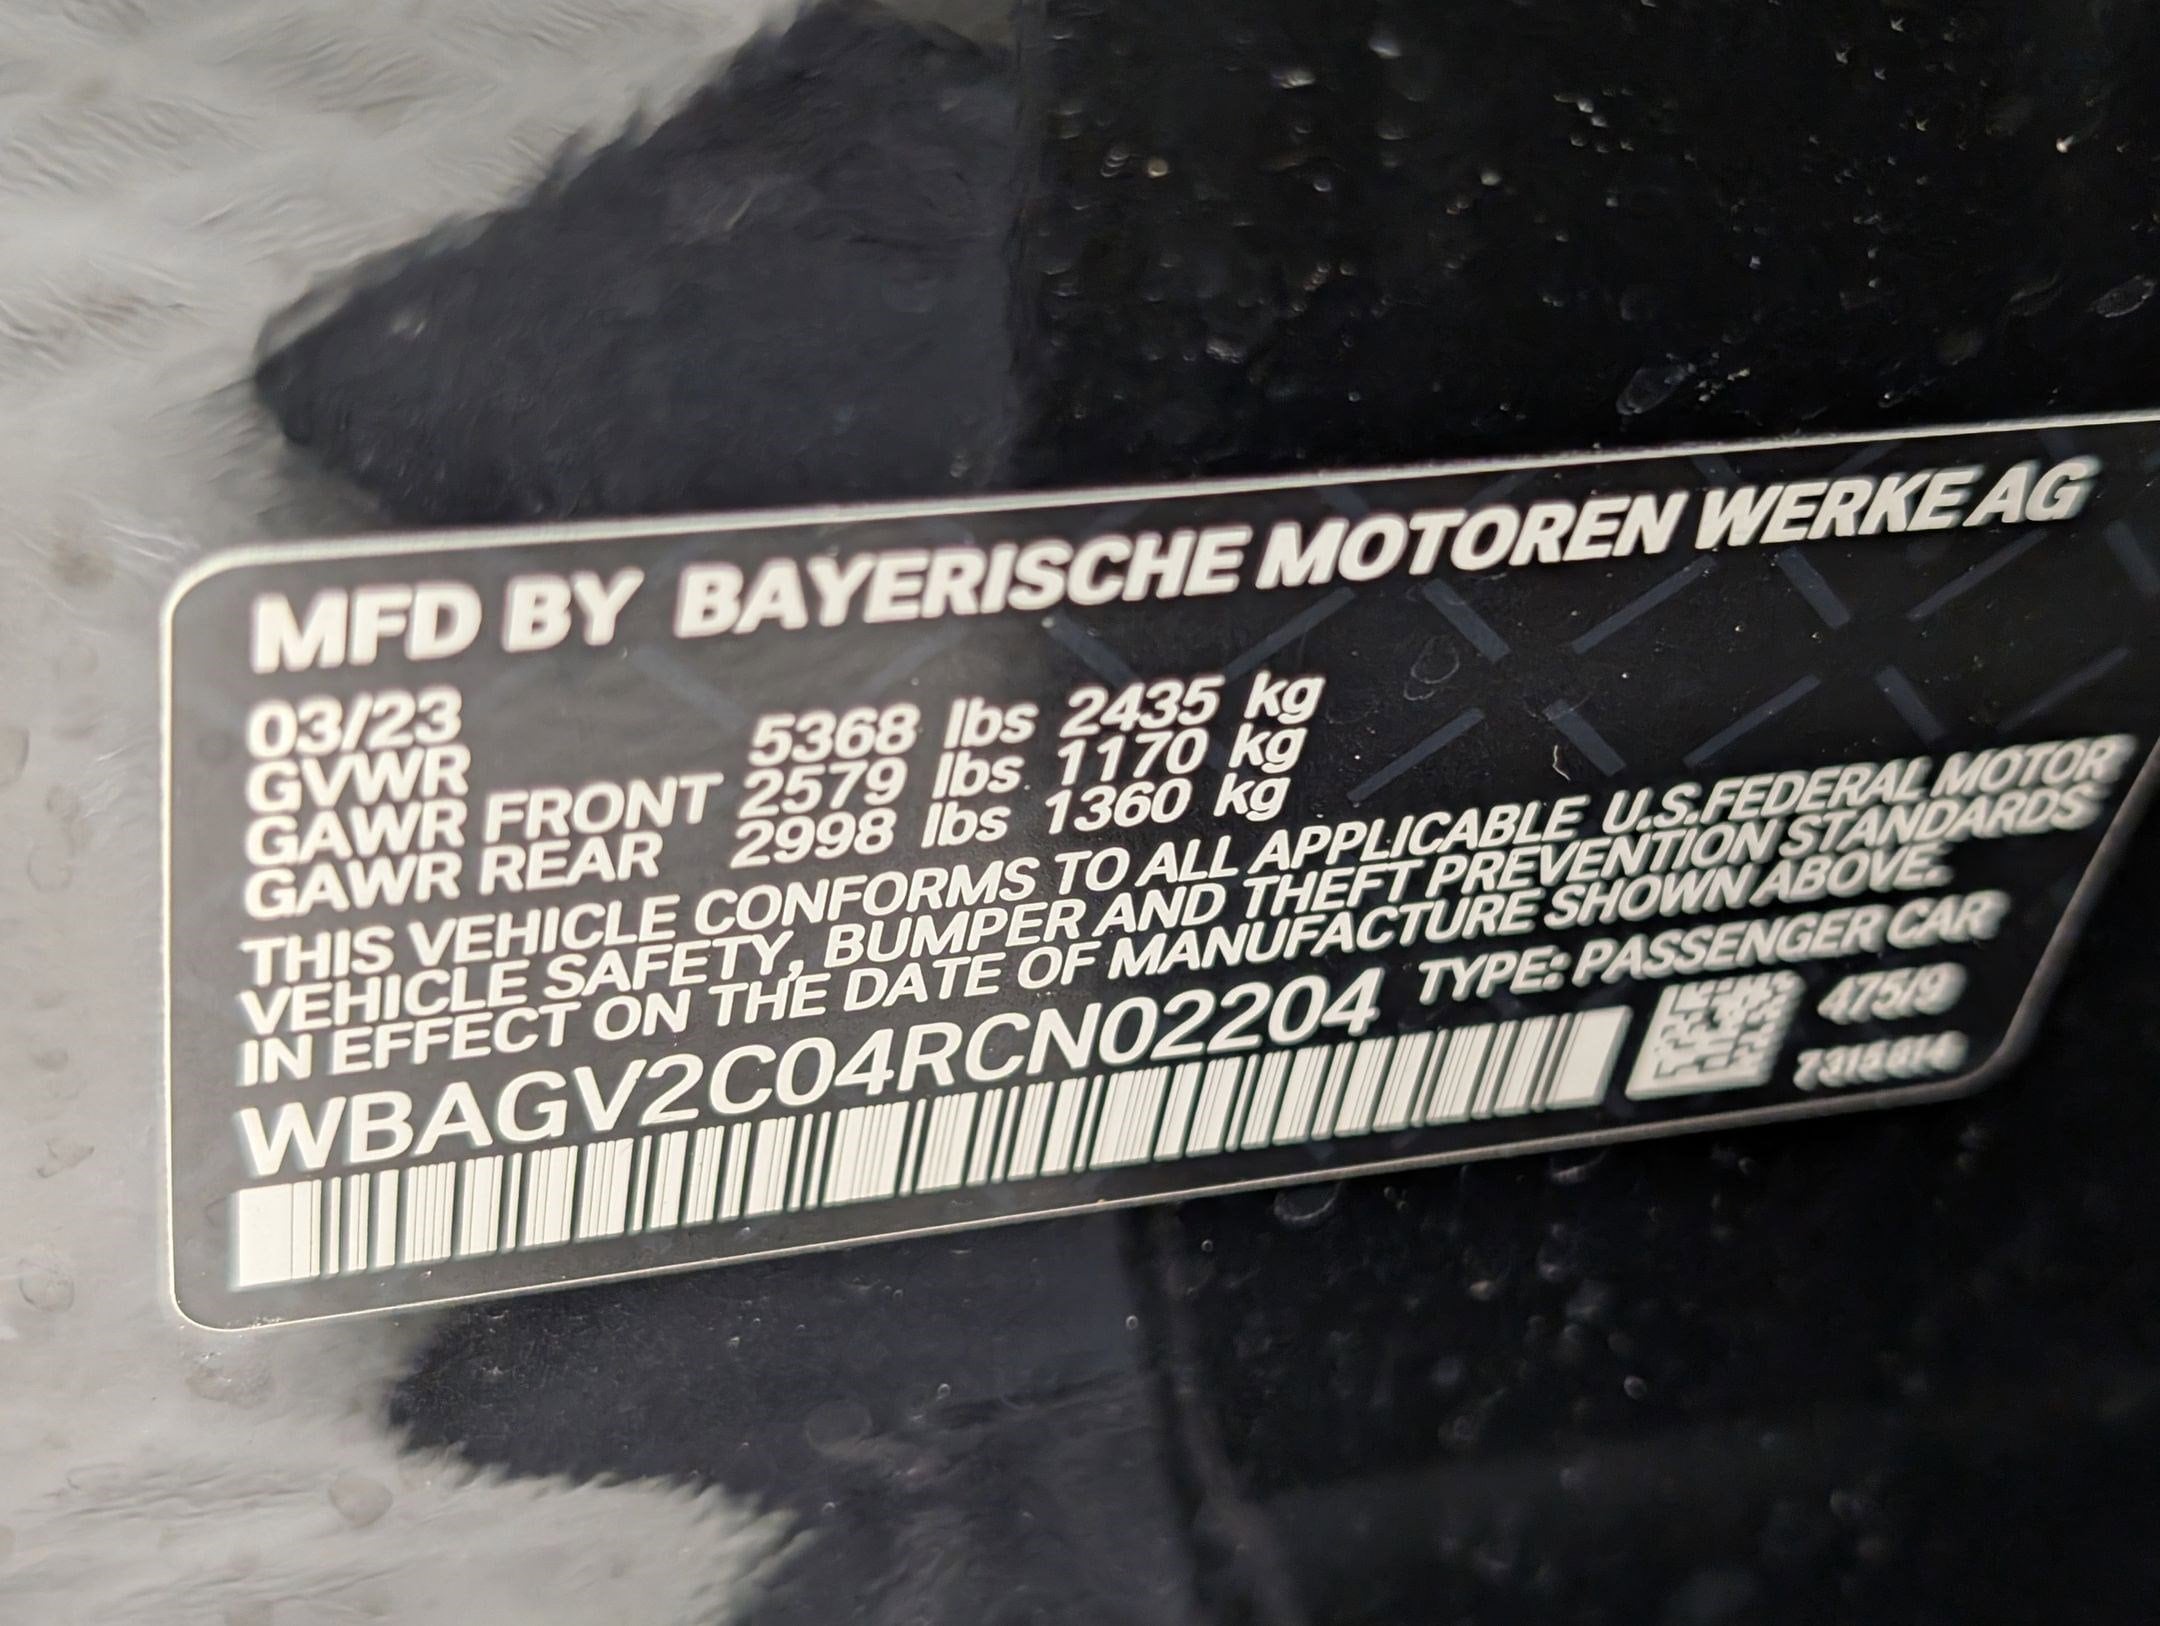 MFD BY BAYERISCHE MOTOREN WERKE AG
03/23
GVWR 5368 lbs 2435 kg
GAWR FRONT 2579 lbs 1170 kg
GAWR REAR 2998 lbs 1360 kg
THIS VEHICLE CONFORMS TO ALL APPLICABLE U.S.FEDERAL MOTOR
VEHICLE SAFETY, BUMPER AND THEFT PREVENTION STANDARDS
IN EFFECT ON THE DATE OF MANUFACTURE SHOWN ABOVE.
WBAGV2C04RCN02204 TYPE: PASSENGER CAR
475/9